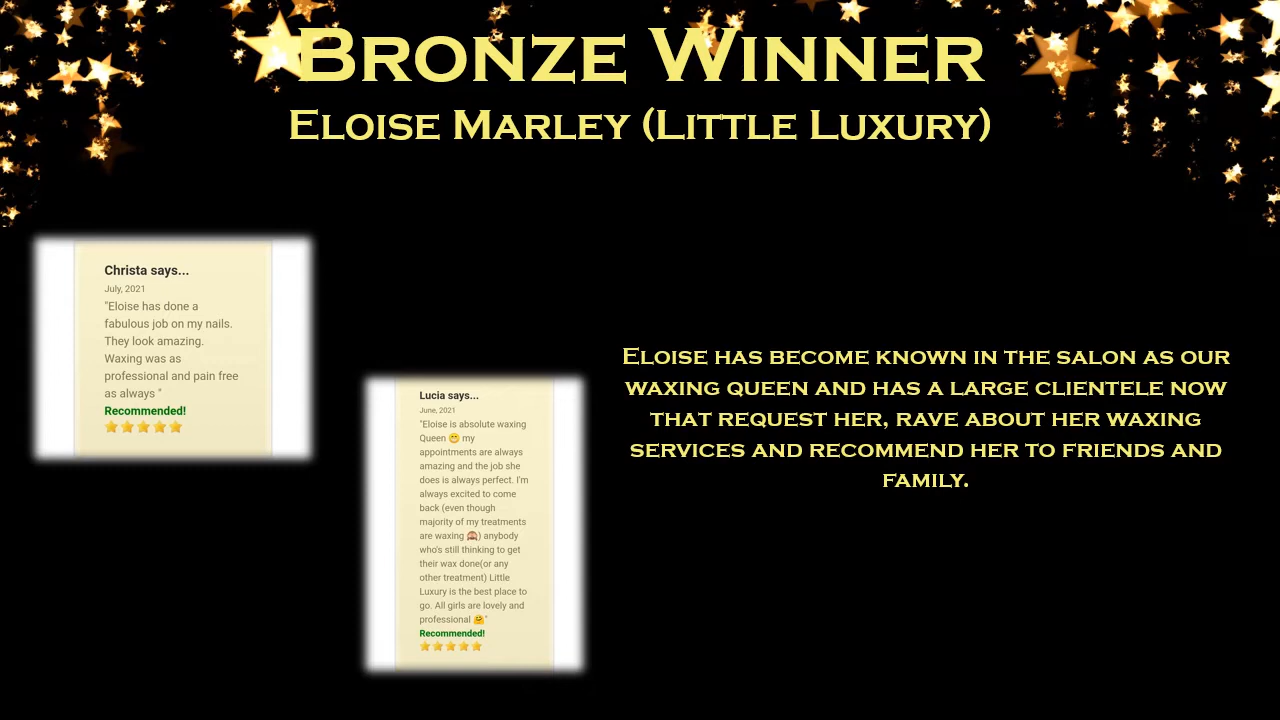 Bronze Winner
Eloise Marley (Little Luxury)
Christa says...
July, 2021
"Eloise has done a
fabulous job on my nails.
They look amazing.
Waxing was as
professional and pain free
as always "
Recommended!
Lucia says...
June, 2021
"Eloise is absolute waxing
Queen 😁 my
appointments are always
amazing and the job she
does is always perfect. I'm
always excited to come
back (even though
majority of my treatments
are waxing 🙈) anybody
who's still thinking to get
their wax done(or any
other treatment) Little
Luxury is the best place to
go. All girls are lovely and
professional 🤗"
Recommended!
Eloise has become known in the salon as our
waxing queen and has a large clientele now
that request her, rave about her waxing
services and recommend her to friends and
family.